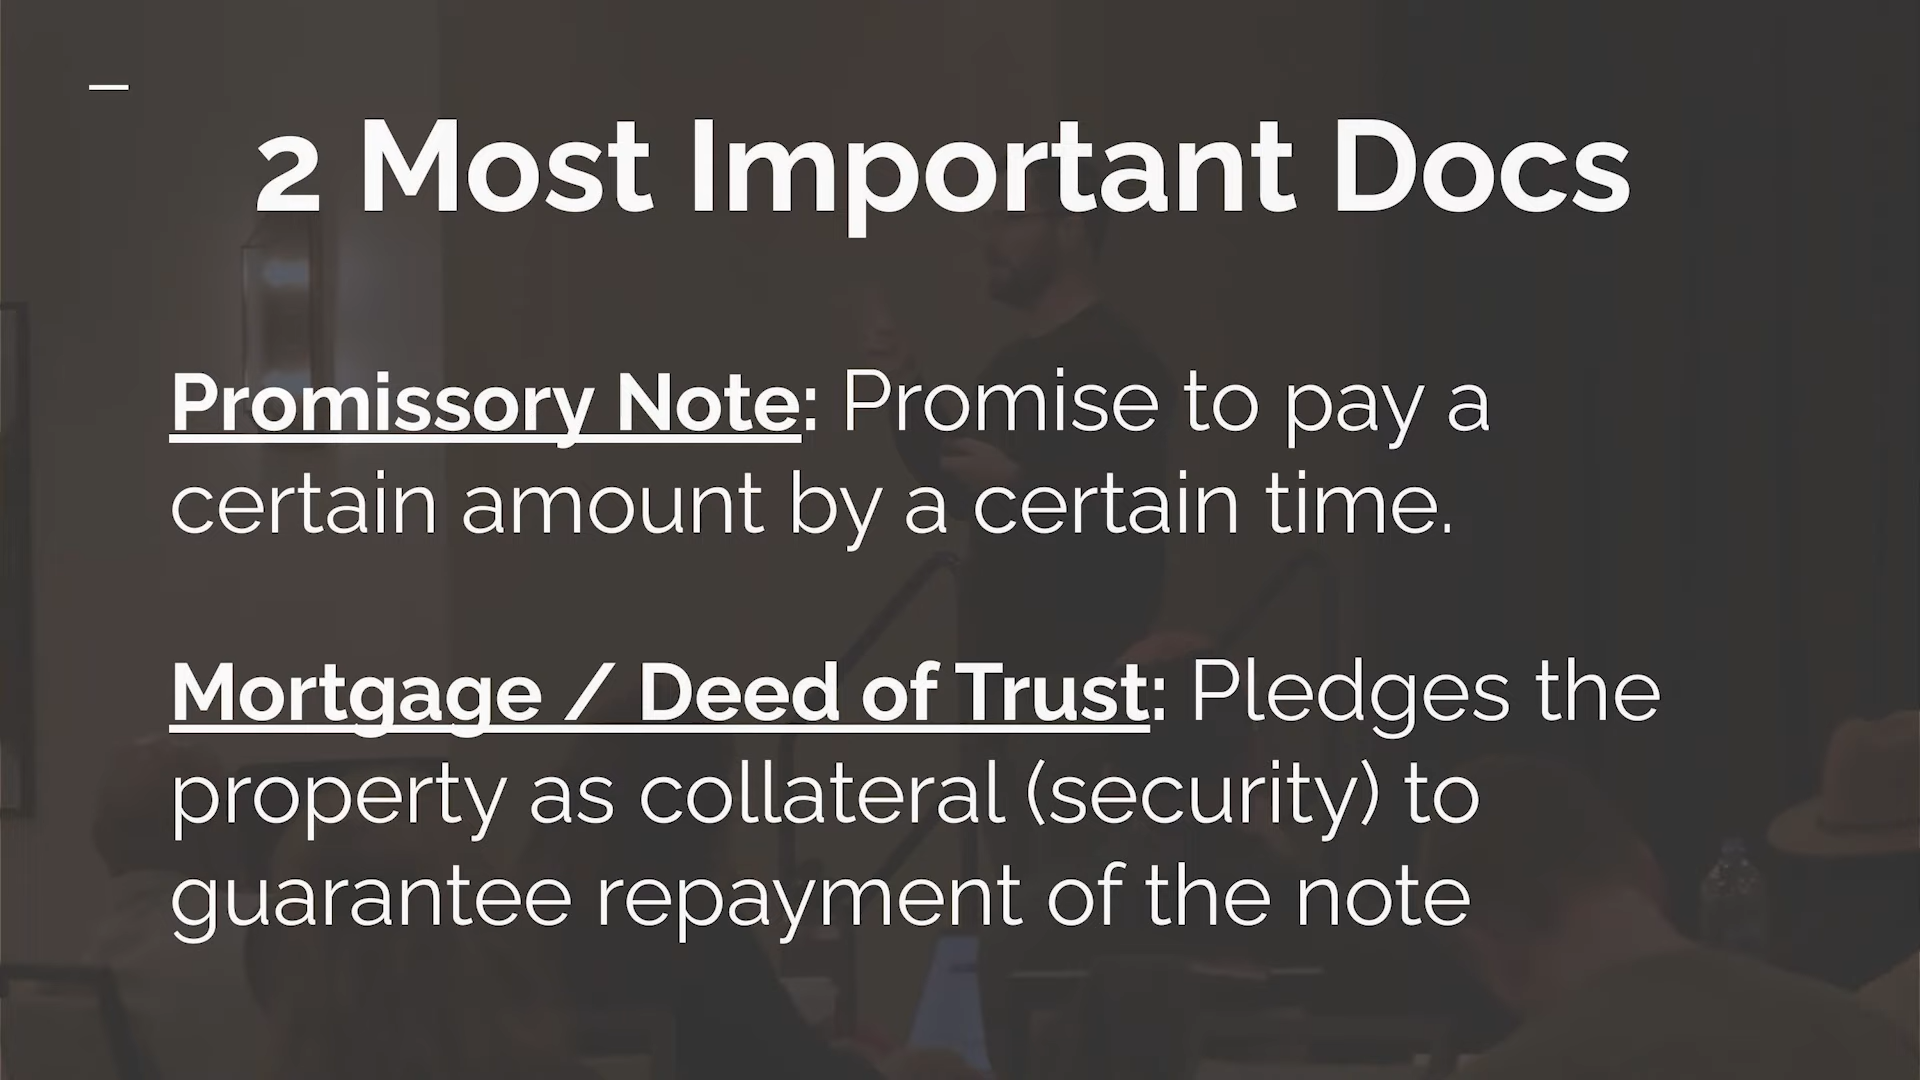 2 Most Important Docs
Promissory Note: Promise to pay a
certain amount by a certain time.
Mortgage / Deed of Trust: Pledges the
property as collateral (security) to
guarantee repayment of the note